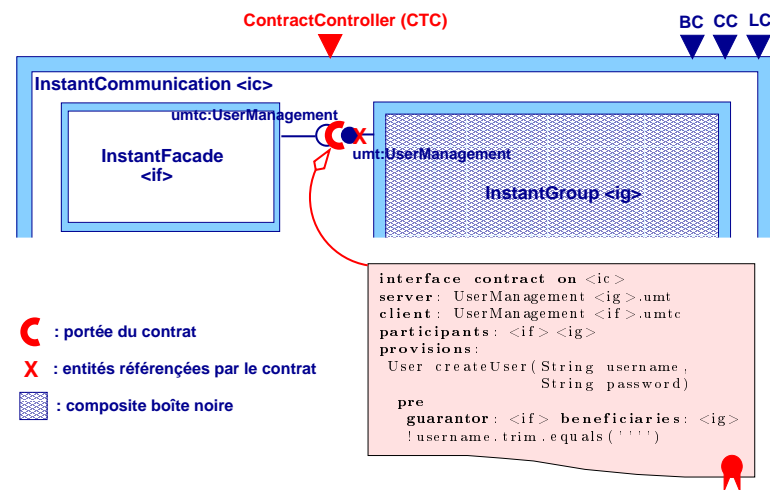 ContractController (CTC)
BC CC LC
InstantCommunication <ic>
umtc:UserManagement
InstantFacade
<if>
umt:UserManagement
InstantGroup <ig>
interface contract on <ic>
server: UserManagement <ig>.umt
client: UserManagement <if>.umtc
participants: <if><ig>
provisions:
User createUser(String username,
String password)
pre
guarantor: <if> beneficiaries: <ig>
!username.trim.equals('''')
C : portée du contrat
X : entités référençées par le contrat
: composite boîte noire